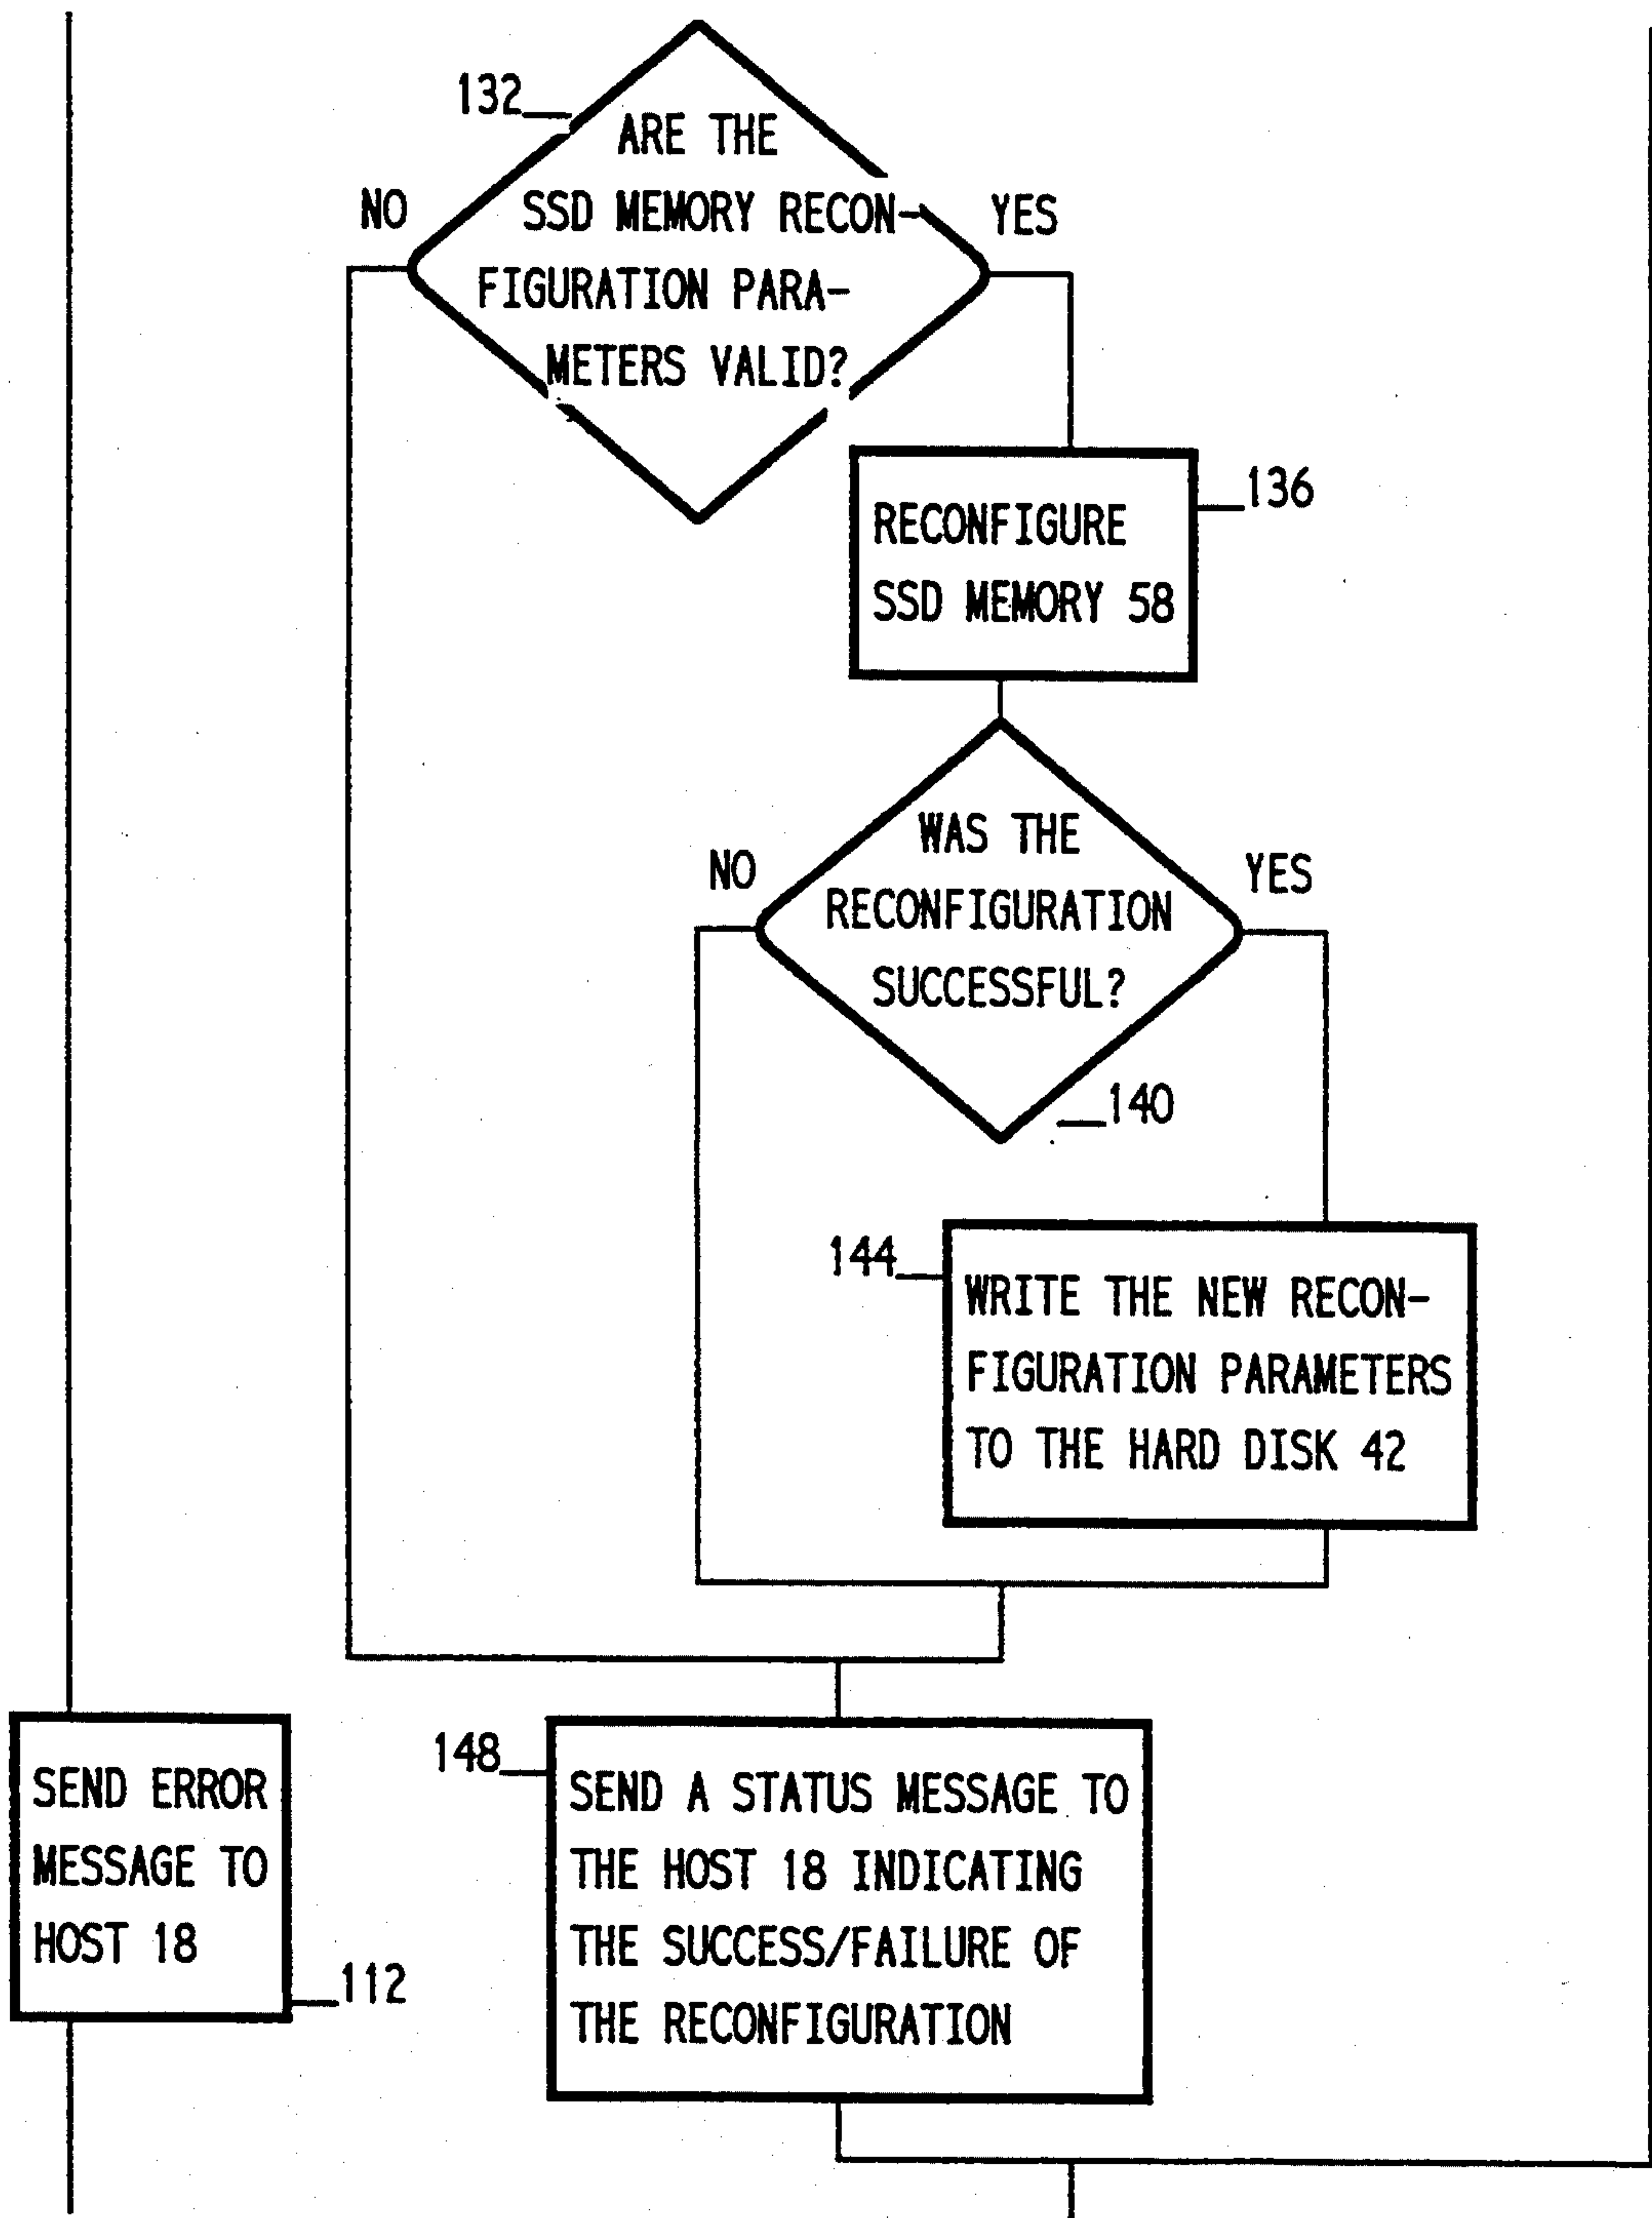 132
ARE THE
SSD MEMORY RECON-
FIGURATION PARA-
METERS VALID?
NO
YES
136
RECONFIGURE
SSD MEMORY 58
WAS THE
RECONFIGURATION
SUCCESSFUL?
NO
YES
140
144
WRITE THE NEW RECON-
FIGURATION PARAMETERS
TO THE HARD DISK 42
SEND ERROR
MESSAGE TO
HOST 18
112
148
SEND A STATUS MESSAGE TO
THE HOST 18 INDICATING
THE SUCCESS/FAILURE OF
THE RECONFIGURATION